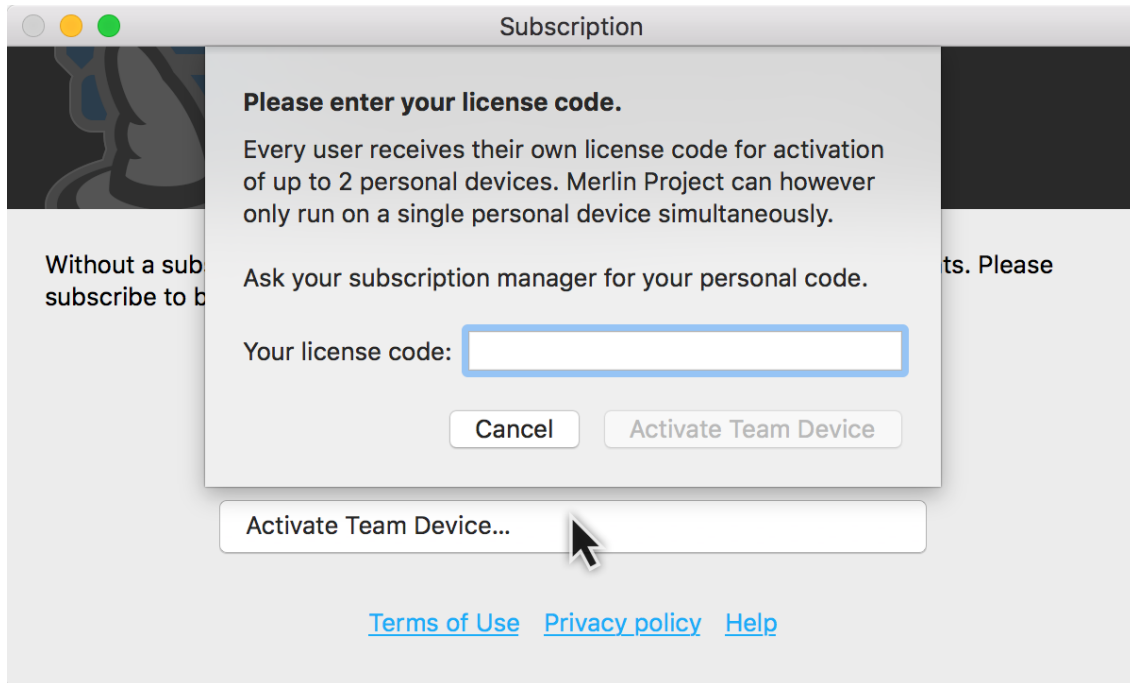 Subscription
Please enter your license code.
Every user receives their own license code for activation
of up to 2 personal devices. Merlin Project can however
only run on a single personal device simultaneously.
Without a
ts. Please
Ask your subscription manager for your personal code.
subscribe to
Your license code:
Cancel Activate Team Device
Activate Team Device...
Terms of Use Privacy policy Help